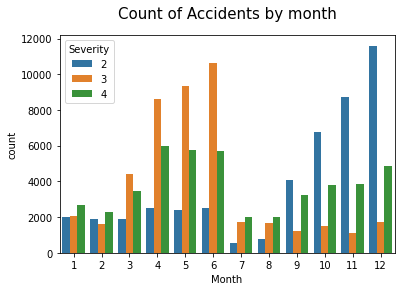 Count of Accidents by month
12000
10000
8000
6000
4000
2000
0
count
Severity
2
3
4
1 2 3 4 5 6 7 8 9 10 11 12
Month